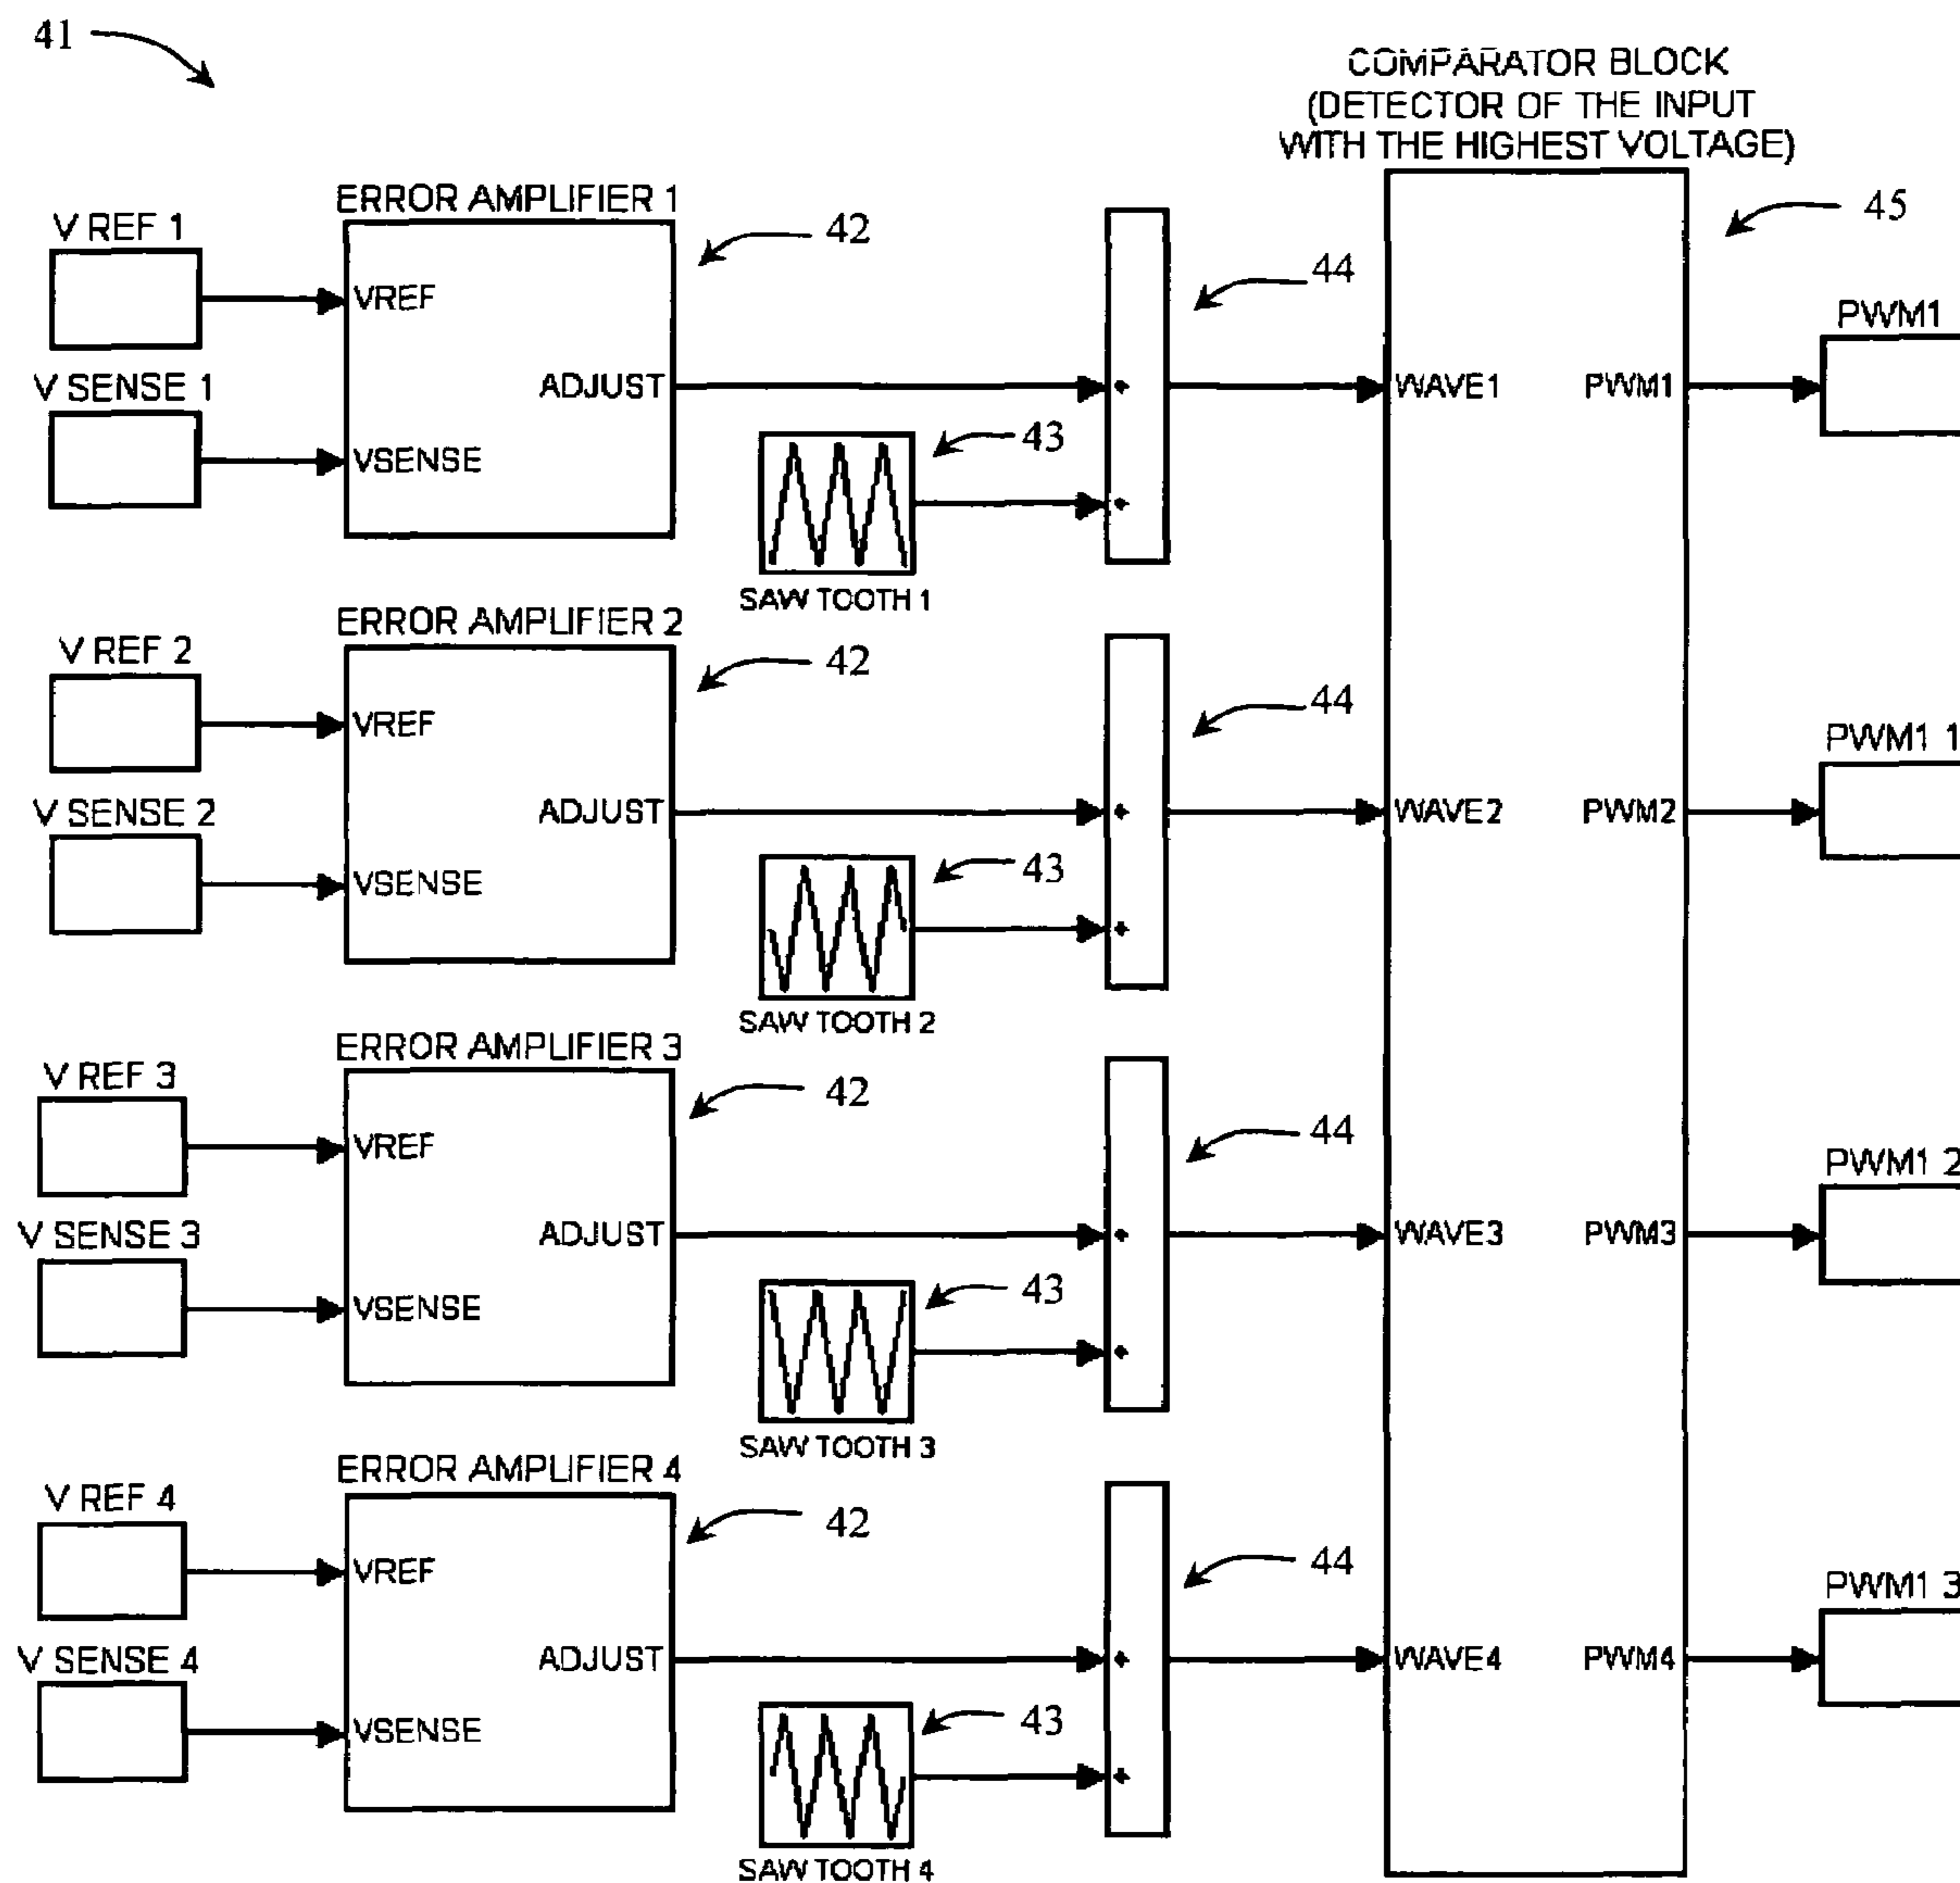 41
COMPARATOR BLOCK
(DETECTOR OF THE INPUT
WITH THE HIGHEST VOLTAGE)
45
V REF 1
V SENSE 1
ERROR AMPLIFIER 1
42
VREF
ADJUST
VSENSE
43
SAW TOOTH 1
44
WAVE1
PWM1
PWM1
V REF 2
V SENSE 2
ERROR AMPLIFIER 2
42
VREF
ADJUST
VSENSE
43
SAW TOOTH 2
44
WAVE2
PWM2
PWM1 1
V REF 3
V SENSE 3
ERROR AMPLIFIER 3
42
VREF
ADJUST
VSENSE
43
SAW TOOTH 3
44
WAVE3
PWM3
PWM1 2
V REF 4
V SENSE 4
ERROR AMPLIFIER 4
42
VREF
ADJUST
VSENSE
43
SAW TOOTH 4
44
WAVE4
PWM4
PWM1 3